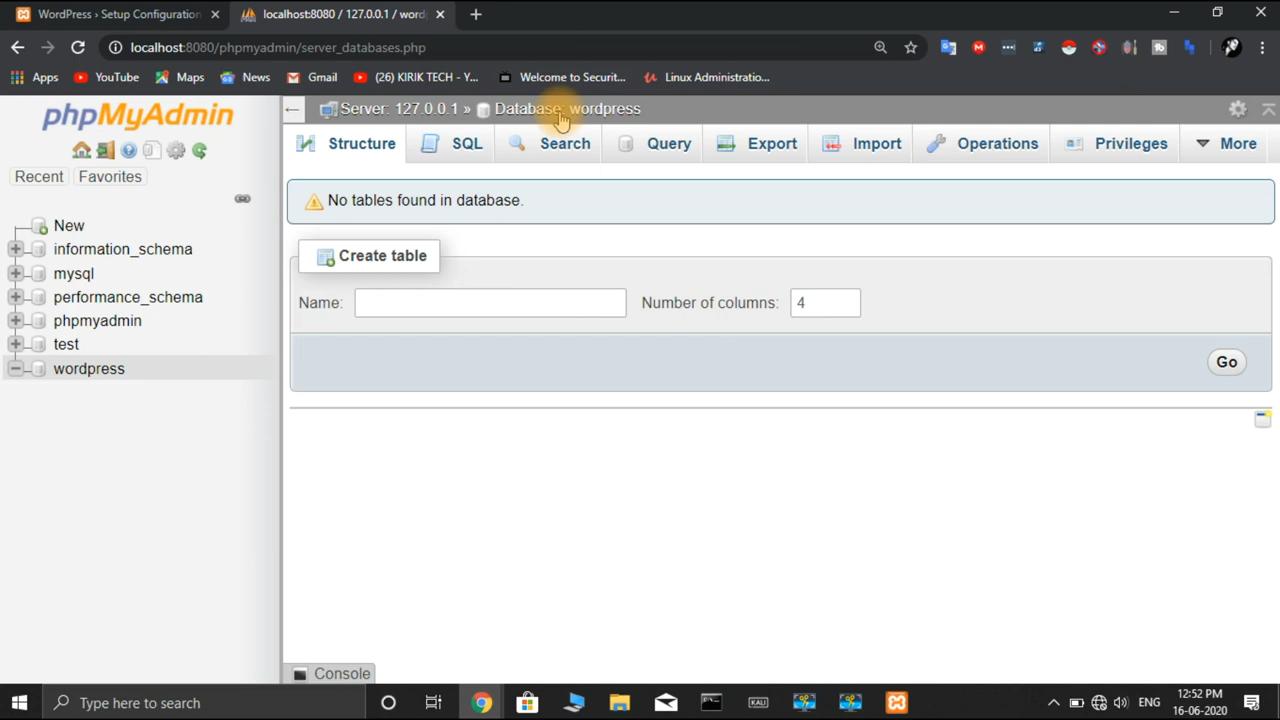 WordPress › Setup Configuration
localhost:8080 / 127.0.0.1 / word
localhost:8080/phpmyadmin/server_databases.php
Apps YouTube Maps News Gmail (26) KIRIK TECH - Y... Welcome to Securit... Linux Administratio...
phpMyAdmin
Recent Favorites
New
information_schema
mysql
performance_schema
phpmyadmin
test
wordpress
Server: 127.0.0.1 » Database: wordpress
Structure SQL Search Query Export Import Operations Privileges More
No tables found in database.
Create table
Name: Number of columns: 4
Go
Console
Type here to search
KALI
ENG
12:52 PM
16-06-2020